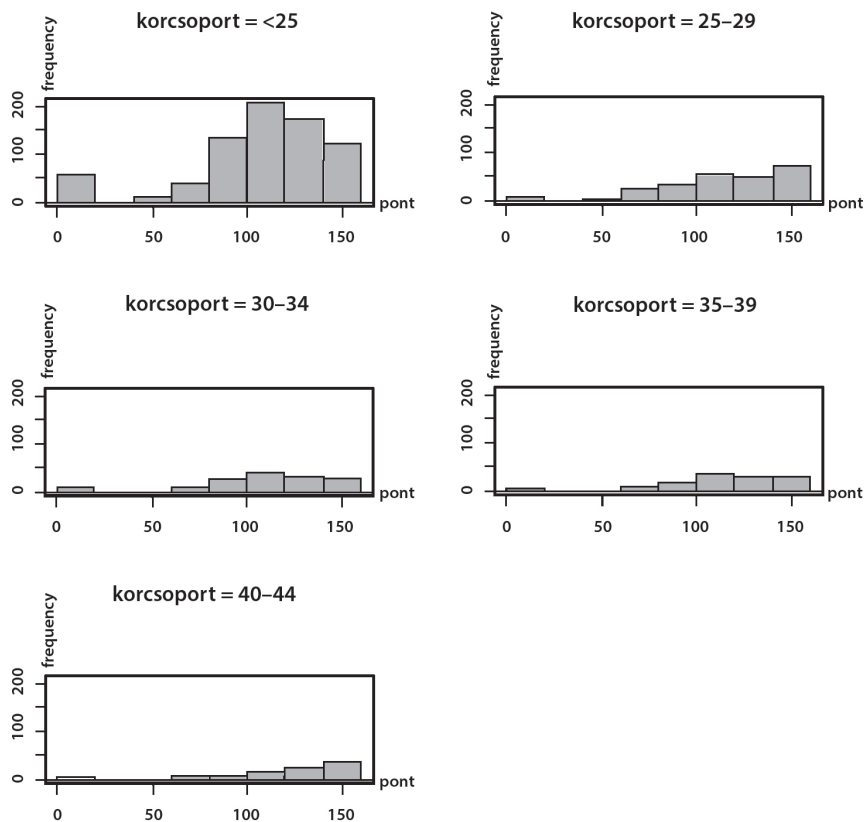 korcsoport = <25
frequency
200
100
0
pont
0 50 100 150
korcsoport = 25–29
frequency
200
100
0
pont
0 50 100 150
korcsoport = 30–34
frequency
200
100
0
pont
0 50 100 150
korcsoport = 35–39
frequency
200
100
0
pont
0 50 100 150
korcsoport = 40–44
frequency
200
100
0
pont
0 50 100 150